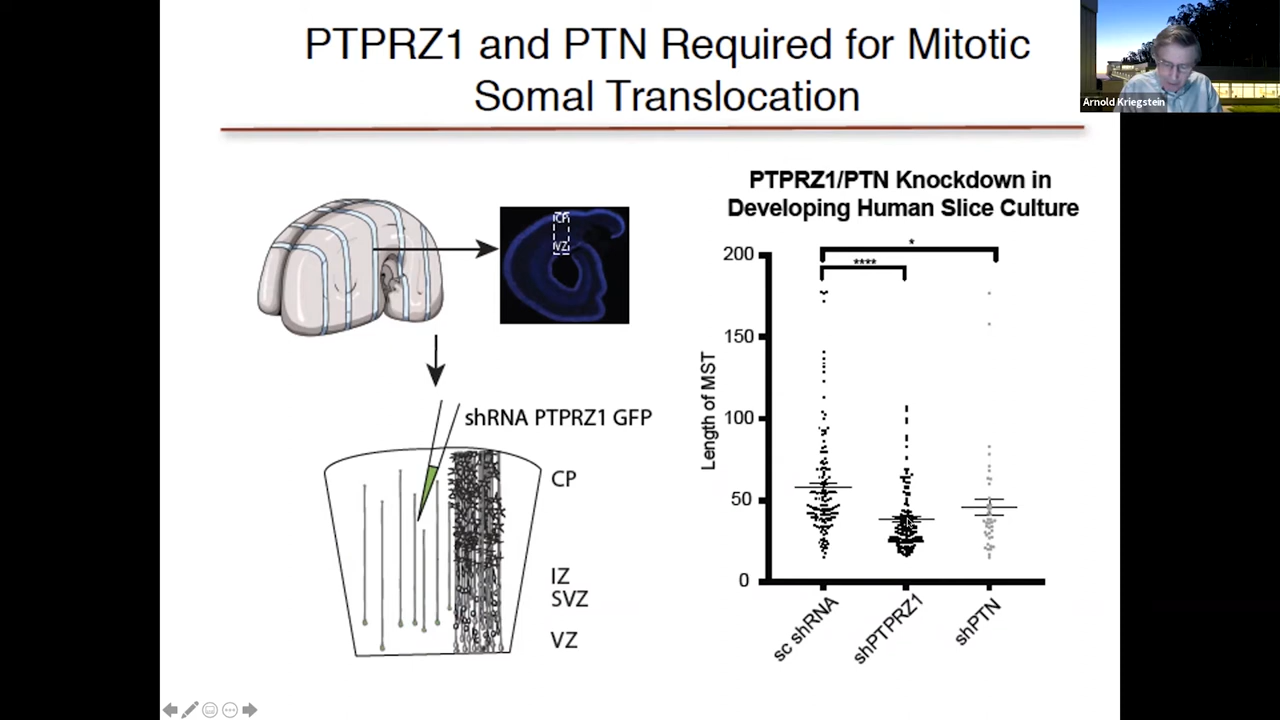 PTPRZ1 and PTN Required for Mitotic
Somal Translocation
Arnold Kriegstein
CP
VZ
shRNA PTPRZ1 GFP
CP
IZ
SVZ
VZ
PTPRZ1/PTN Knockdown in
Developing Human Slice Culture
*
****
200
150
100
50
0
Length of MST
sc shRNA
shPTPRZ1
shPTN